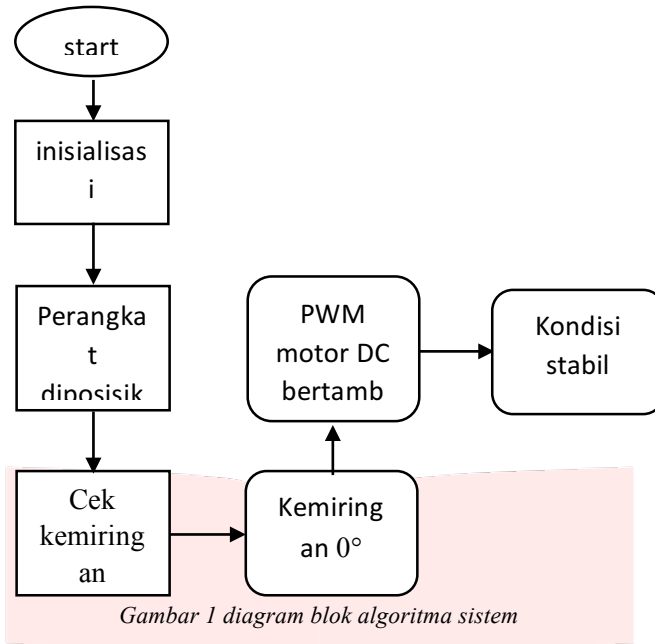 start
inisialisas
i
Perangka
t
diposisik
Cek
kemiring
an
Kemiring
an 0°
PWM
motor DC
bertamb
Kondisi
stabil
Gambar 1 diagram blok algoritma sistem